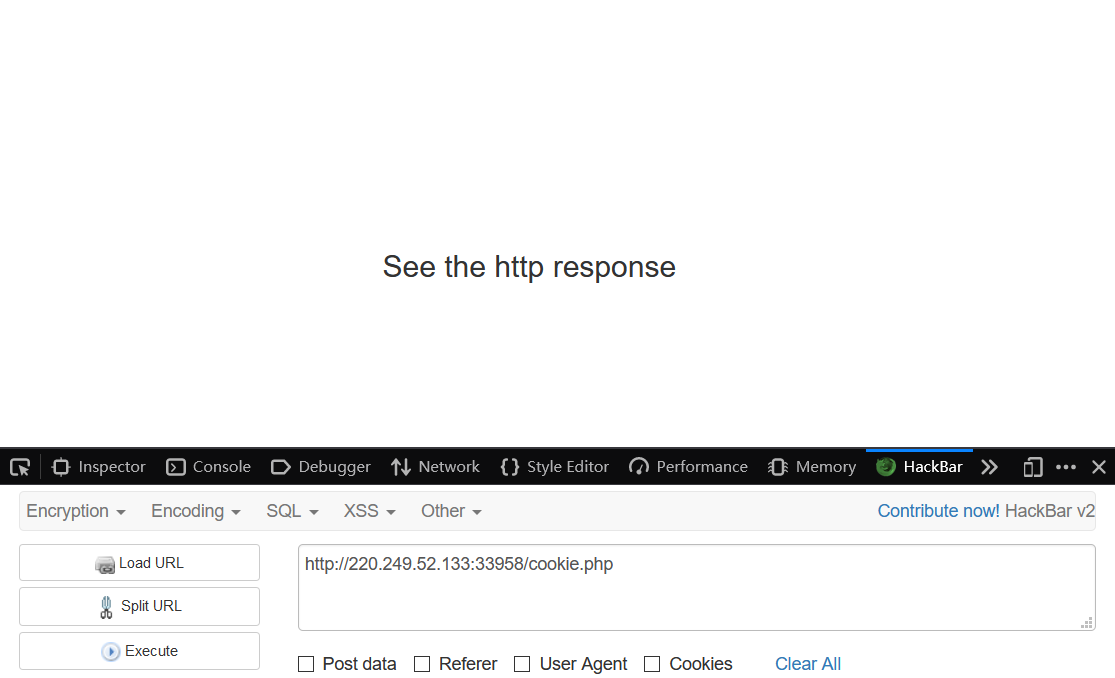 See the http response
Inspector Console Debugger Network Style Editor Performance Memory HackBar
Encryption Encoding SQL XSS Other Contribute now! HackBar v2
Load URL
http://220.249.52.133:33958/cookie.php
Split URL
Execute
Post data Referer User Agent Cookies Clear All